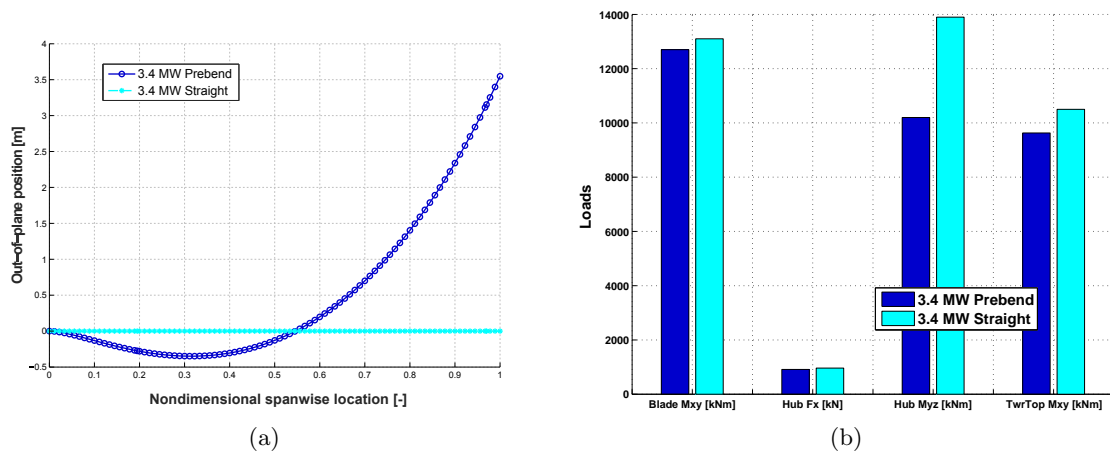 4
3.5
3
2.5
2
1.5
1
0.5
0
−0.5
Out−of−plane position [m]
3.4 MW Prebend
3.4 MW Straight
0 0.1 0.2 0.3 0.4 0.5 0.6 0.7 0.8 0.9 1
Nondimensional spanwise location [-]
(a)
14000
12000
10000
8000
6000
4000
2000
0
Loads
3.4 MW Prebend
3.4 MW Straight
Blade Mxy [kNm] Hub Fx [kN] Hub Myz [kNm] TwrTop Mxy [kNm]
(b)